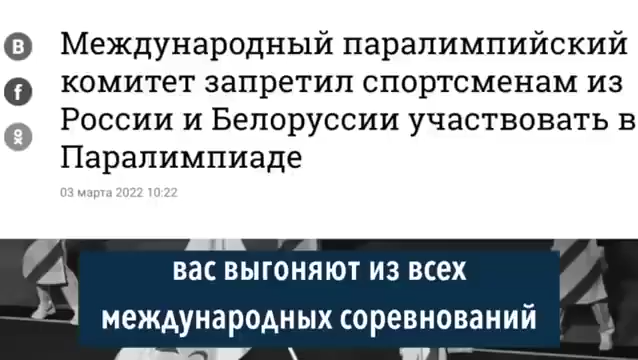 Международный паралимпийский
комитет запретил спортсменам из
России и Белоруссии участвовать в
Паралимпиаде
03 марта 2022 10:22
вас выгоняют из всех
международных соревнований